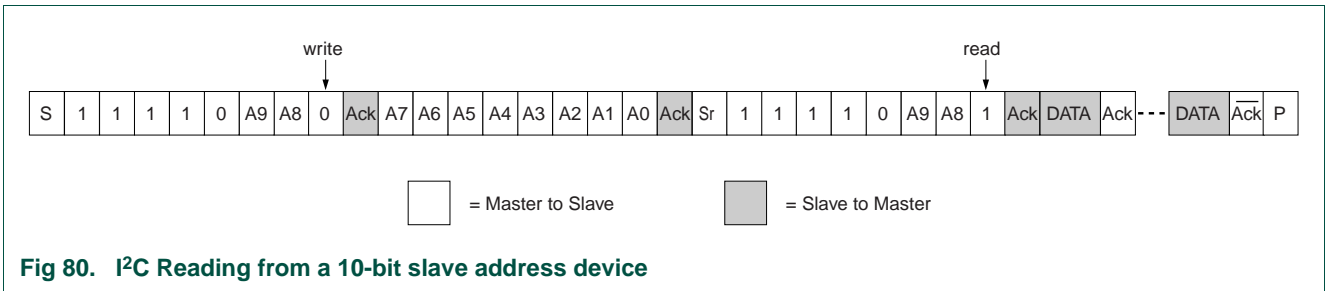 write read
S 1 1 1 1 0 A9 A8 0 Ack A7 A6 A5 A4 A3 A2 A1 A0 Ack Sr 1 1 1 1 0 A9 A8 1 Ack DATA Ack DATA A̅c̅k̅ P
= Master to Slave = Slave to Master
Fig 80. I²C Reading from a 10-bit slave address device